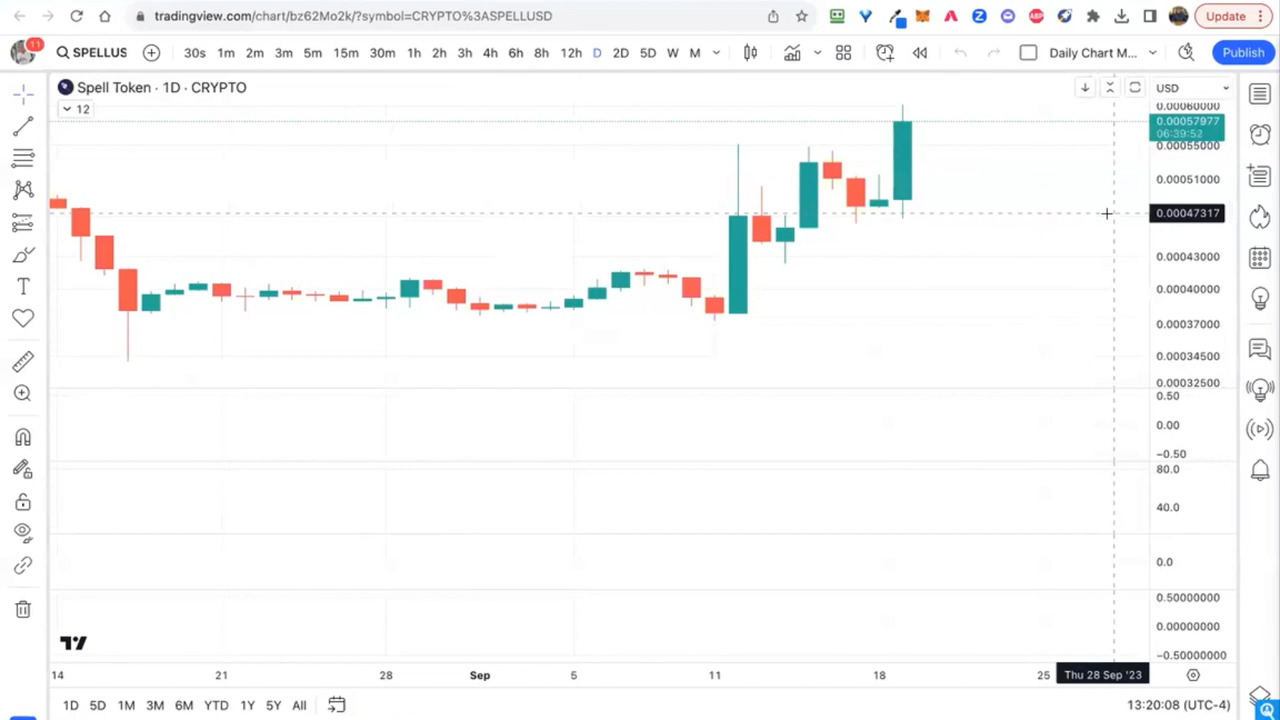 tradingview.com/chart/bz62Mo2k/?symbol=CRYPTO%3ASPELLUSD
ABP
Update
11
SPELLUS
30s 1m 2m 3m 5m 15m 30m 1h 2h 3h 4h 6h 8h 12h D 2D 5D W M
Daily Chart M...
Publish
Spell Token · 1D · CRYPTO
USD
12
0.00060000
0.00057977
06:39:52
0.00055000
0.00051000
0.00047317
0.00043000
0.00040000
0.00037000
0.00034500
0.00032500
0.50
0.00
−0.50
80.0
40.0
0.0
0.50000000
0.00000000
−0.50000000
14 21 28 Sep 5 11 18 25 Thu 28 Sep '23
1D 5D 1M 3M 6M YTD 1Y 5Y All
13:20:08 (UTC-4)